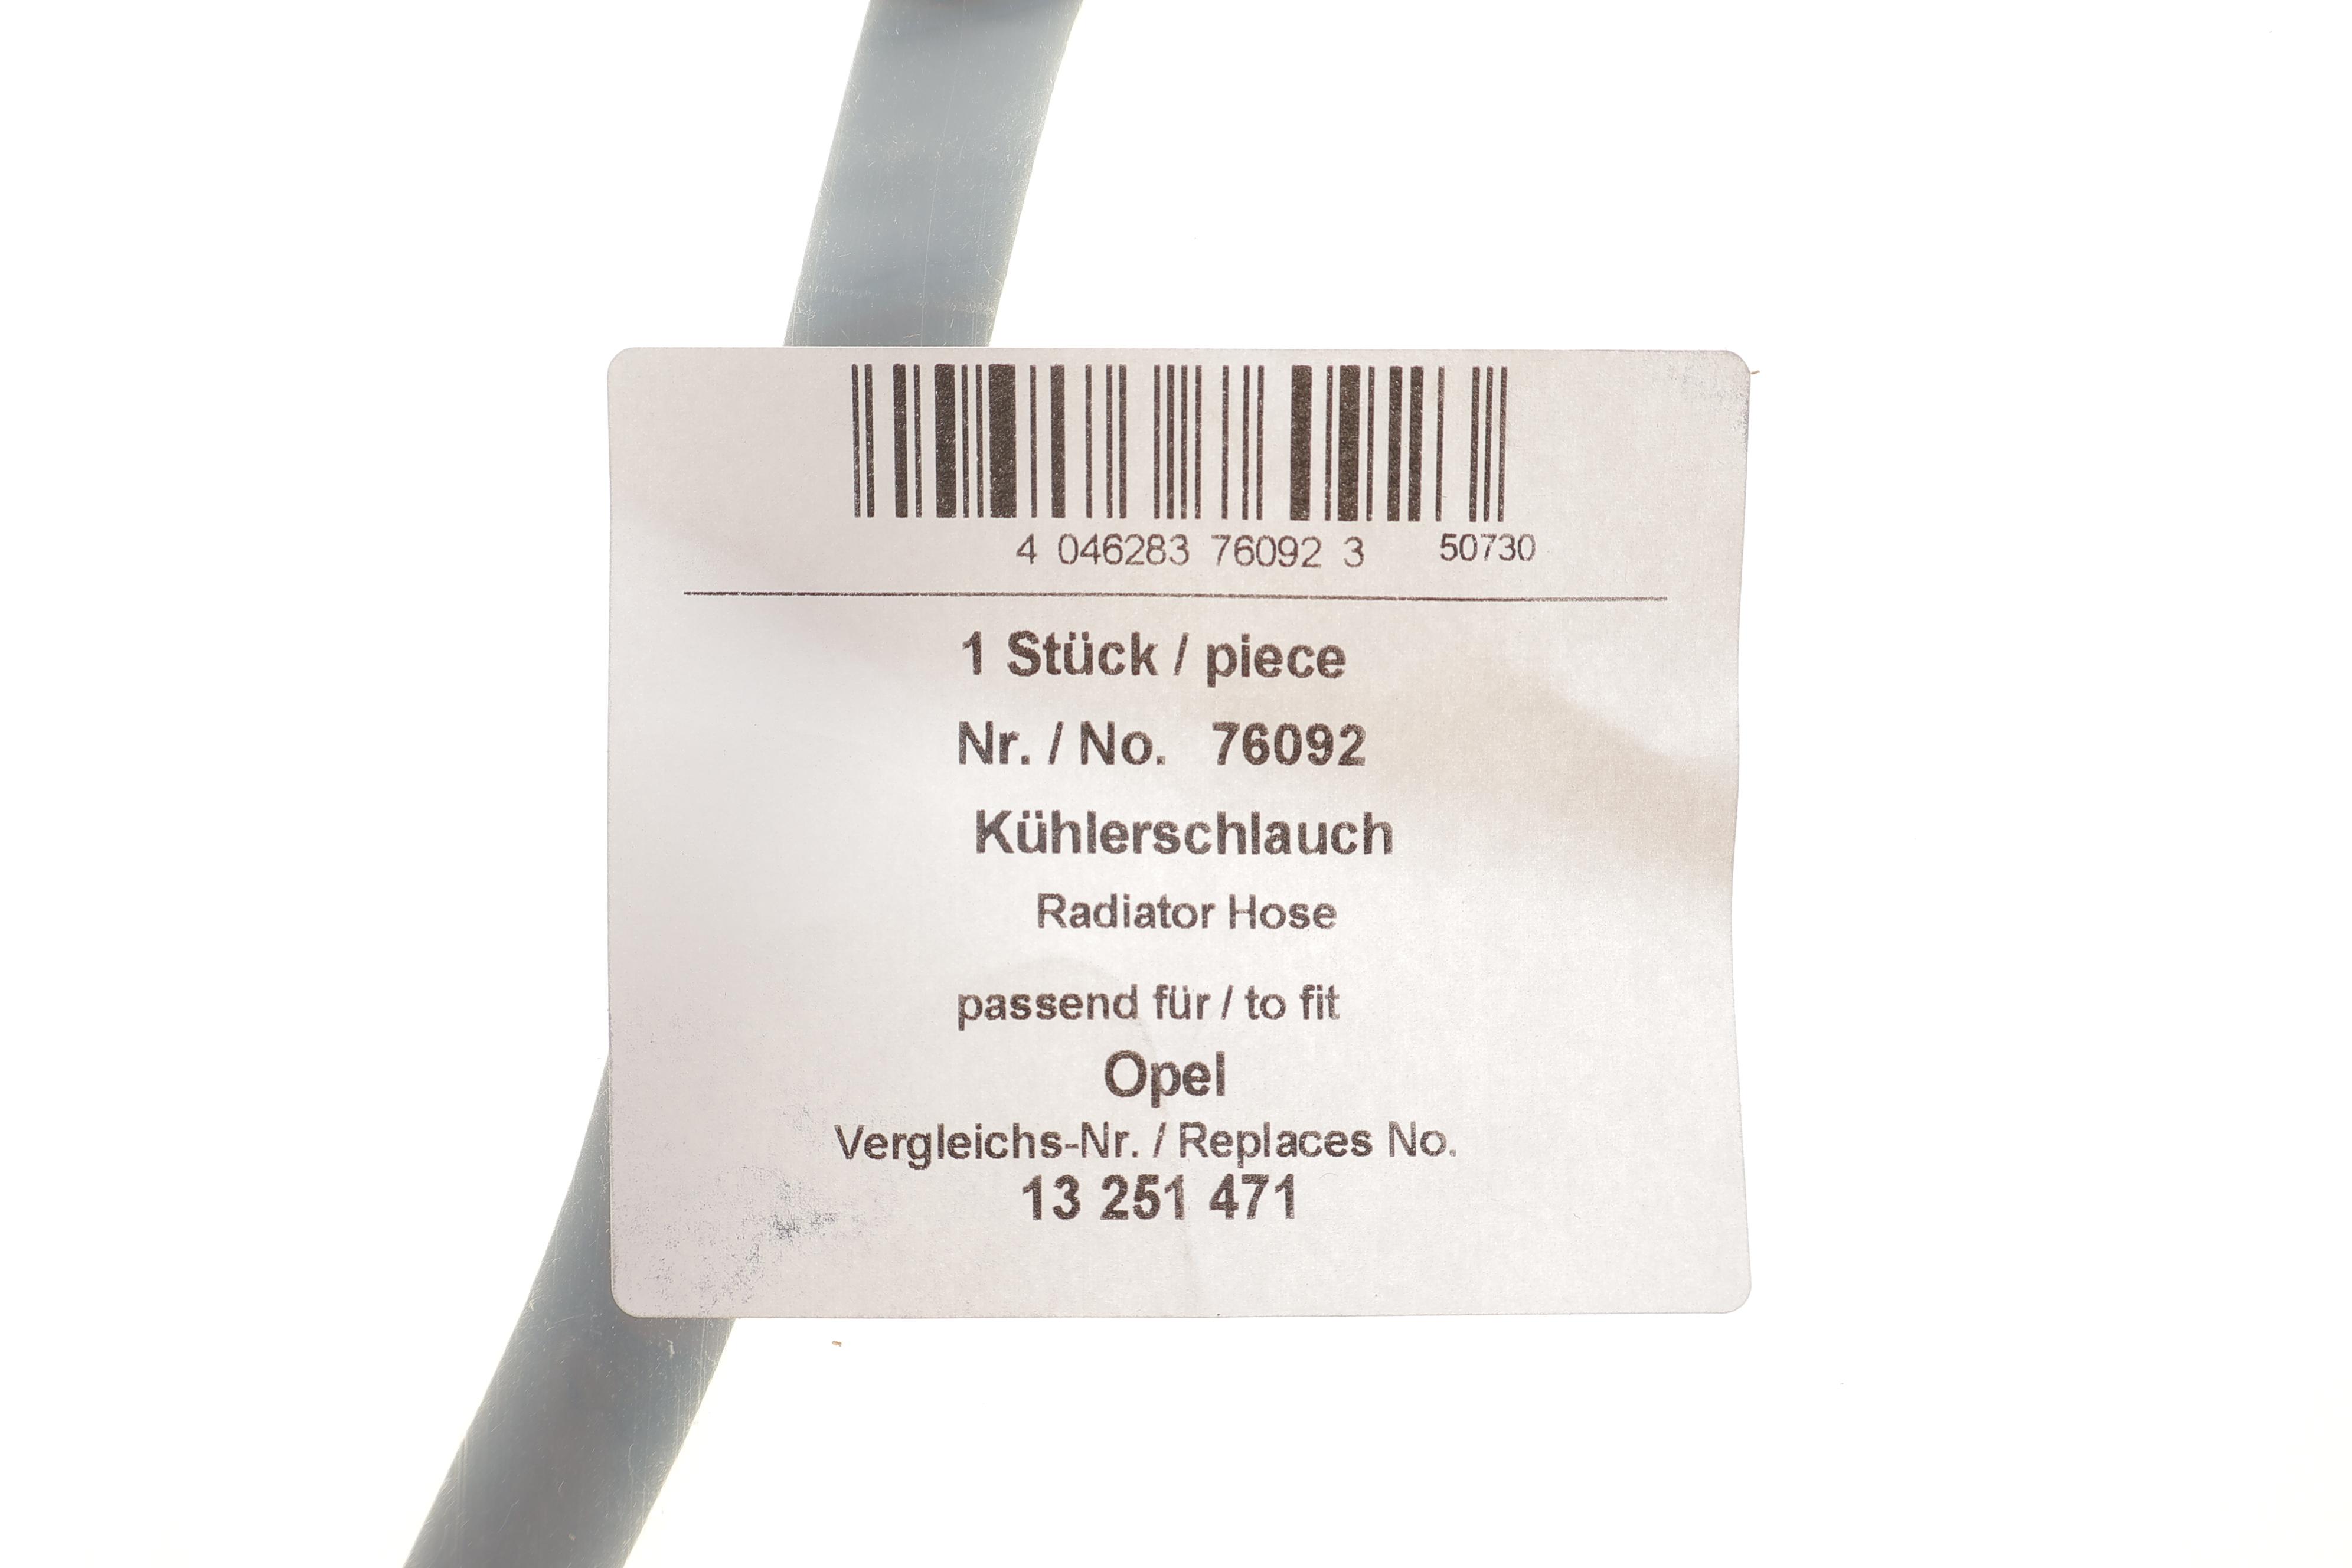 4 046283 76092 3 50730
1 Stück / piece
Nr. / No. 76092
Kühlerschlauch
Radiator Hose
passend für / to fit
Opel
Vergleichs-Nr. / Replaces No.
13 251 471